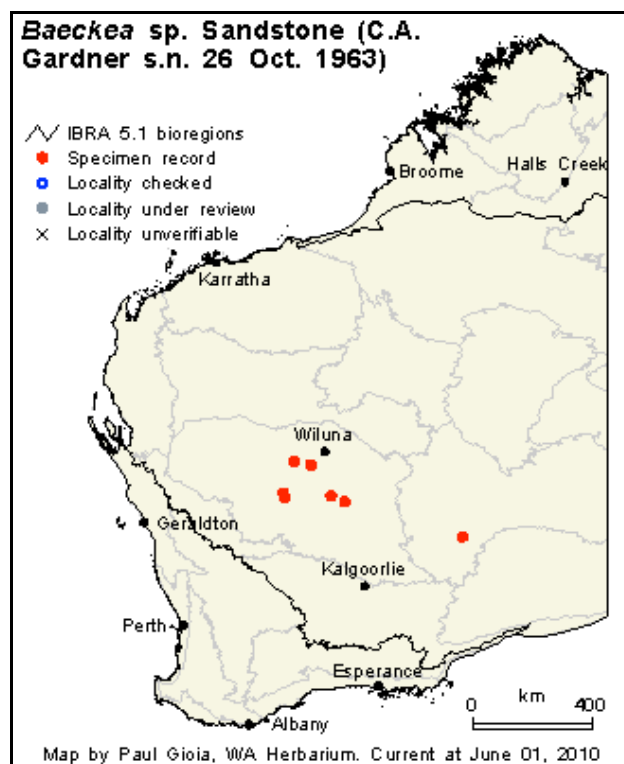 Baeckea sp. Sandstone (C.A.
Gardner s.n. 26 Oct. 1963)
IBRA 5.1 bioregions
Specimen record
Locality checked
Locality under review
Locality unverifiable
Broome
Halls Creek
Karratha
Wiluna
Geraldton
Kalgoorlie
Perth
Esperance
Albany
km
0 400
Map by Paul Gioia, WA Herbarium. Current at June 01, 2010